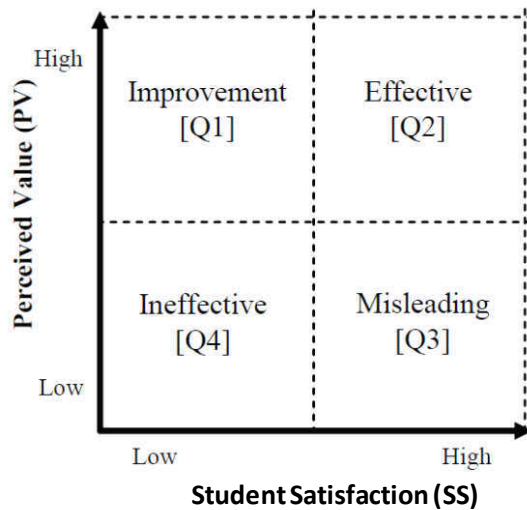 Perceived Value (PV)
High
Low
Improvement
[Q1]
Effective
[Q2]
Ineffective
[Q4]
Misleading
[Q3]
Low
High
Student Satisfaction (SS)